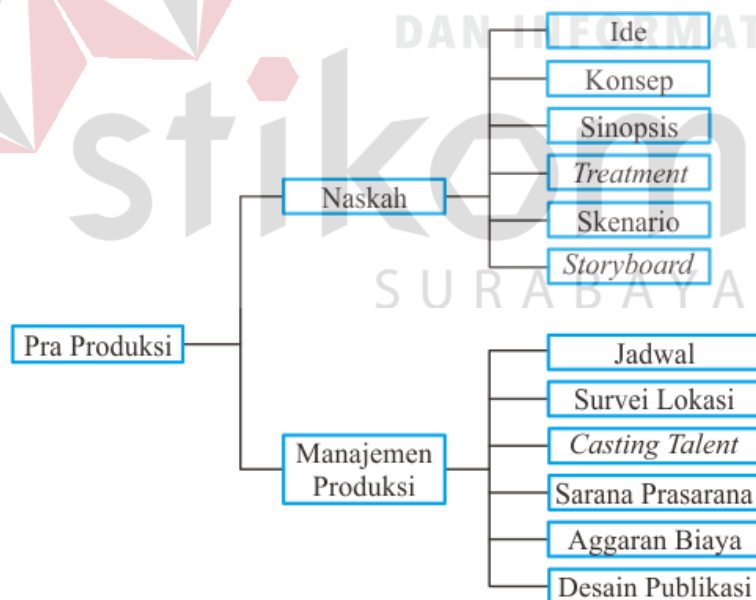 DAN INFORMAT
stikom
SURABAYA
Pra Produksi
Naskah
Ide
Konsep
Sinopsis
Treatment
Skenario
Storyboard
Manajemen
Produksi
Jadwal
Survei Lokasi
Casting Talent
Sarana Prasarana
Aggaran Biaya
Desain Publikasi